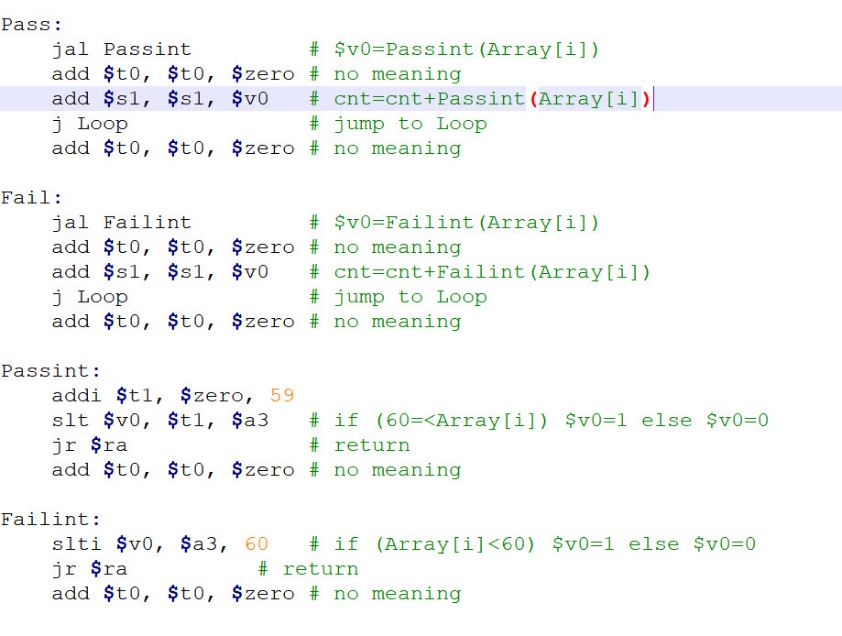 Pass:
    jal Passint         # $v0=Passint(Array[i])
    add $t0, $t0, $zero # no meaning
    add $s1, $s1, $v0   # cnt=cnt+Passint(Array[i])
    j Loop              # jump to Loop
    add $t0, $t0, $zero # no meaning
Fail:
    jal Failint         # $v0=Failint(Array[i])
    add $t0, $t0, $zero # no meaning
    add $s1, $s1, $v0   # cnt=cnt+Failint(Array[i])
    j Loop              # jump to Loop
    add $t0, $t0, $zero # no meaning
Passint:
    addi $t1, $zero, 59
    slt $v0, $t1, $a3   # if (60=<Array[i]) $v0=1 else $v0=0
    jr $ra              # return
    add $t0, $t0, $zero # no meaning
Failint:
    slti $v0, $a3, 60   # if (Array[i]<60) $v0=1 else $v0=0
    jr $ra          # return
    add $t0, $t0, $zero # no meaning